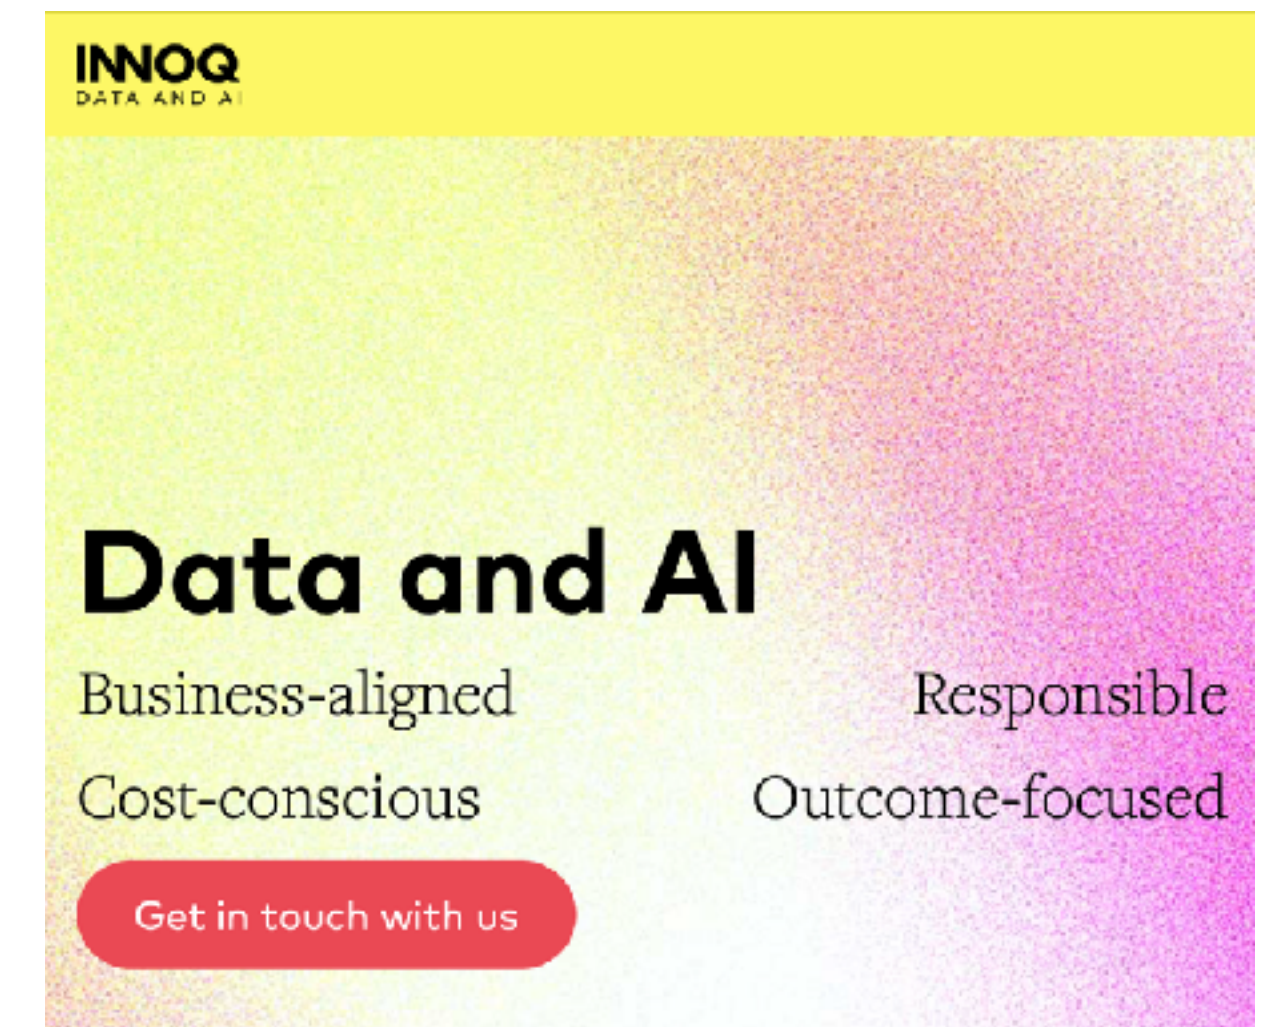 INNOQ
DATA AND AI
Data and AI
Business-aligned Responsible
Cost-conscious Outcome-focused
Get in touch with us